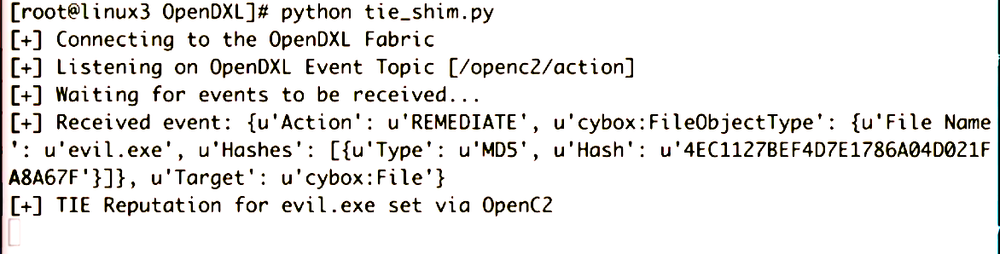 [root@linux3 OpenDXL]# python tie_shim.py
[+] Connecting to the OpenDXL Fabric
[+] Listening on OpenDXL Event Topic [/openc2/action]
[+] Waiting for events to be received...
[+] Received event: {u'Action': u'REMEDIATE', u'cybox:FileObjectType': {u'File Name
': u'evil.exe', u'Hashes': [{u'Type': u'MD5', u'Hash': u'4EC1127BEF4D7E1786A04D021F
A8A67F'}]}, u'Target': u'cybox:File'}
[+] TIE Reputation for evil.exe set via OpenC2